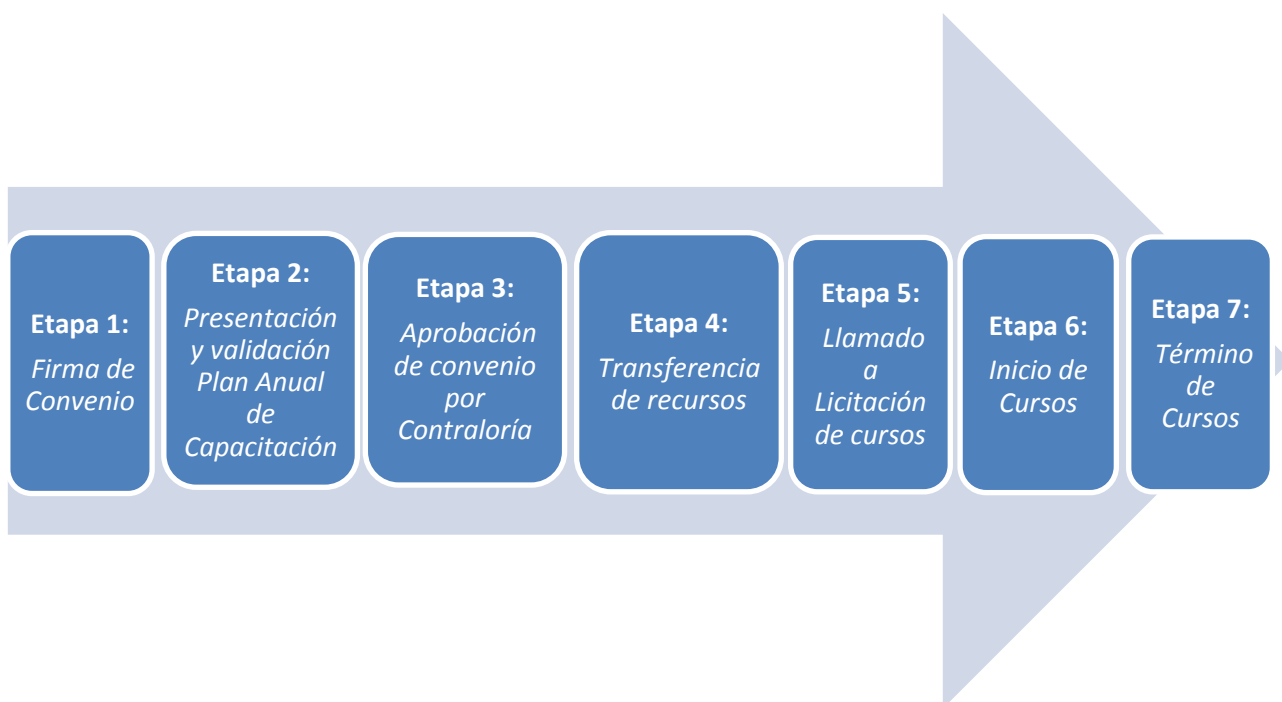 Etapa 1:
Firma de
Convenio
Etapa 2:
Presentación
y validación
Plan Anual
de
Capacitación
Etapa 3:
Aprobación
de convenio
por
Contraloría
Etapa 4:
Transferencia
de recursos
Etapa 5:
Llamado
a
Licitación
de cursos
Etapa 6:
Inicio de
Cursos
Etapa 7:
Término
de
Cursos